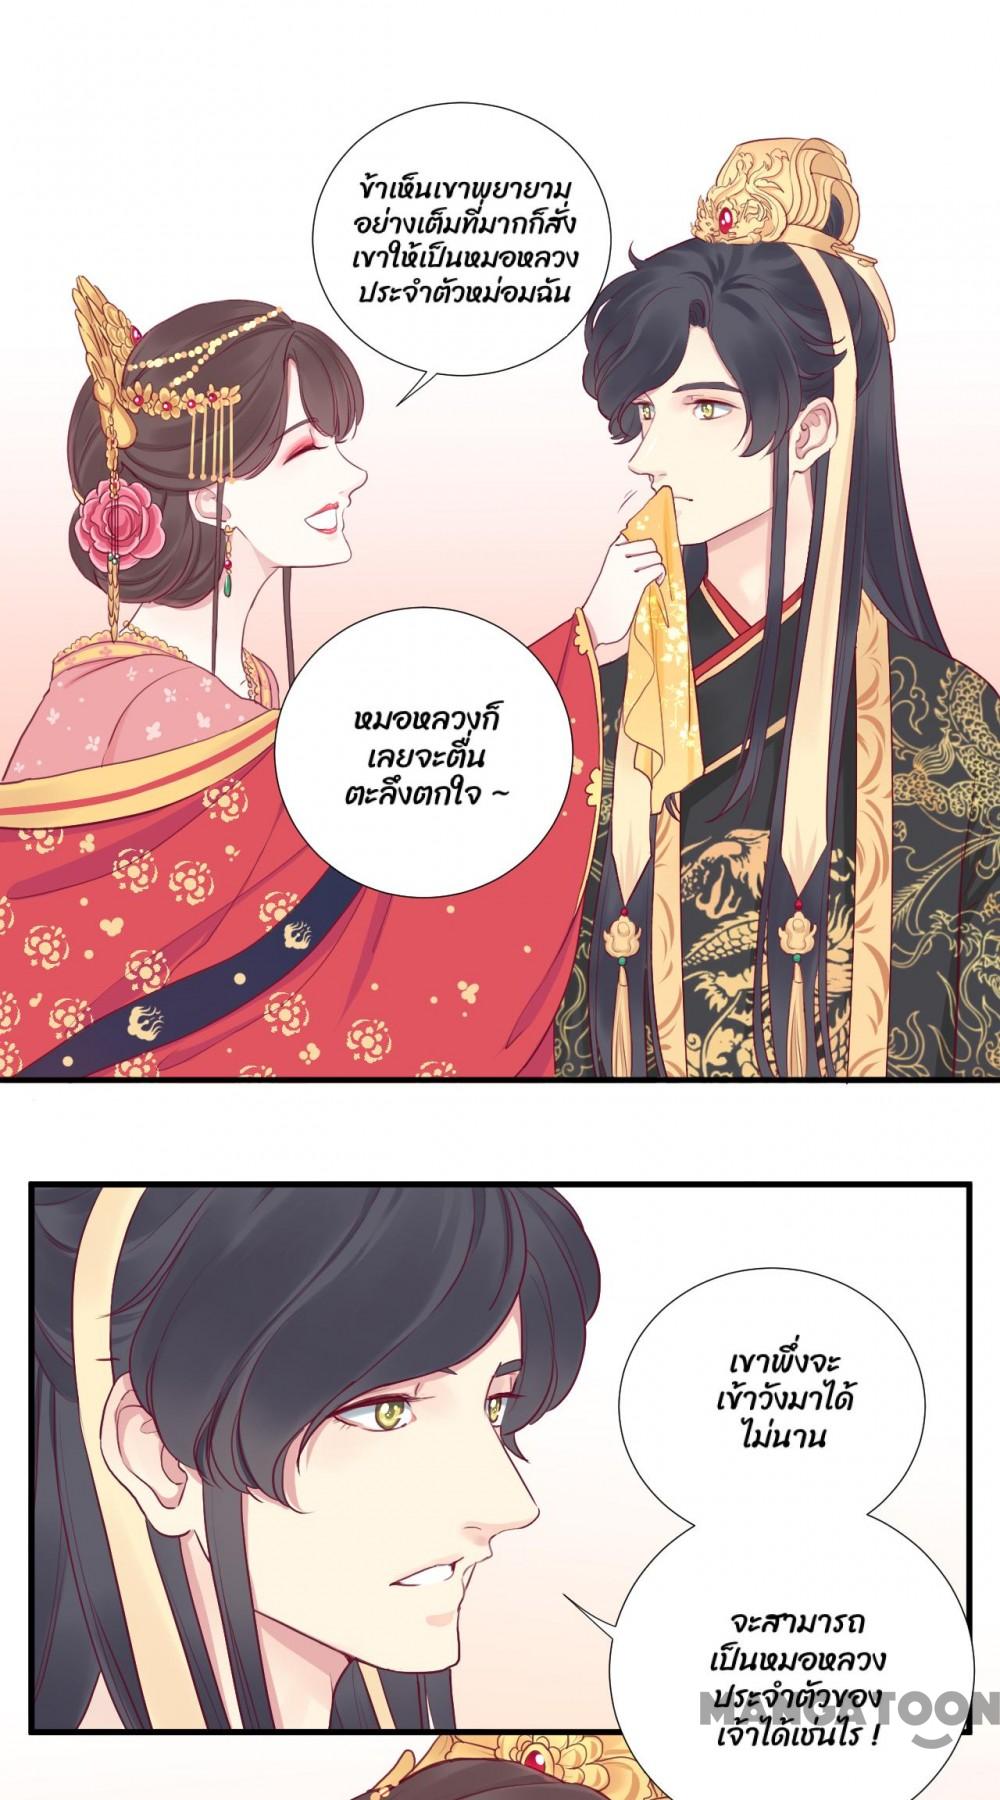 ข้าเห็นเขาพยายาม
อย่างเต็มที่มากก็สั่ง
เขาให้เป็นหมอหลวง
ประจำตัวหม่อมฉัน
หมอหลวงก็
เลยจะตื่น
ตะลึงตกใจ ~
เขาพึ่งจะ
เข้าวังมาได้
ไม่นาน
จะสามารถ
เป็นหมอหลวง
ประจำตัวของ
เจ้าได้เช่นไร !
MANGATOON